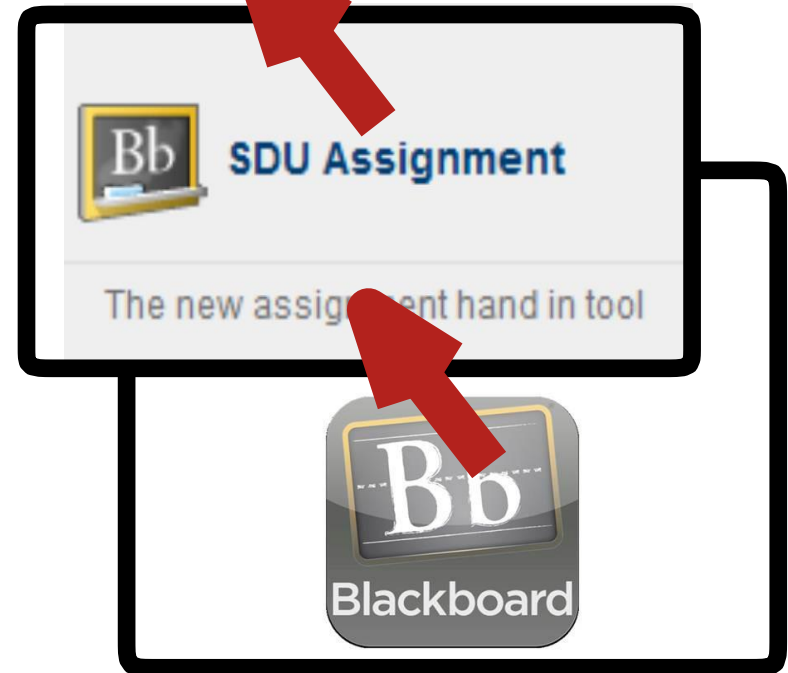 Bb
SDU Assignment
The new assignment hand in tool
Bb
Blackboard